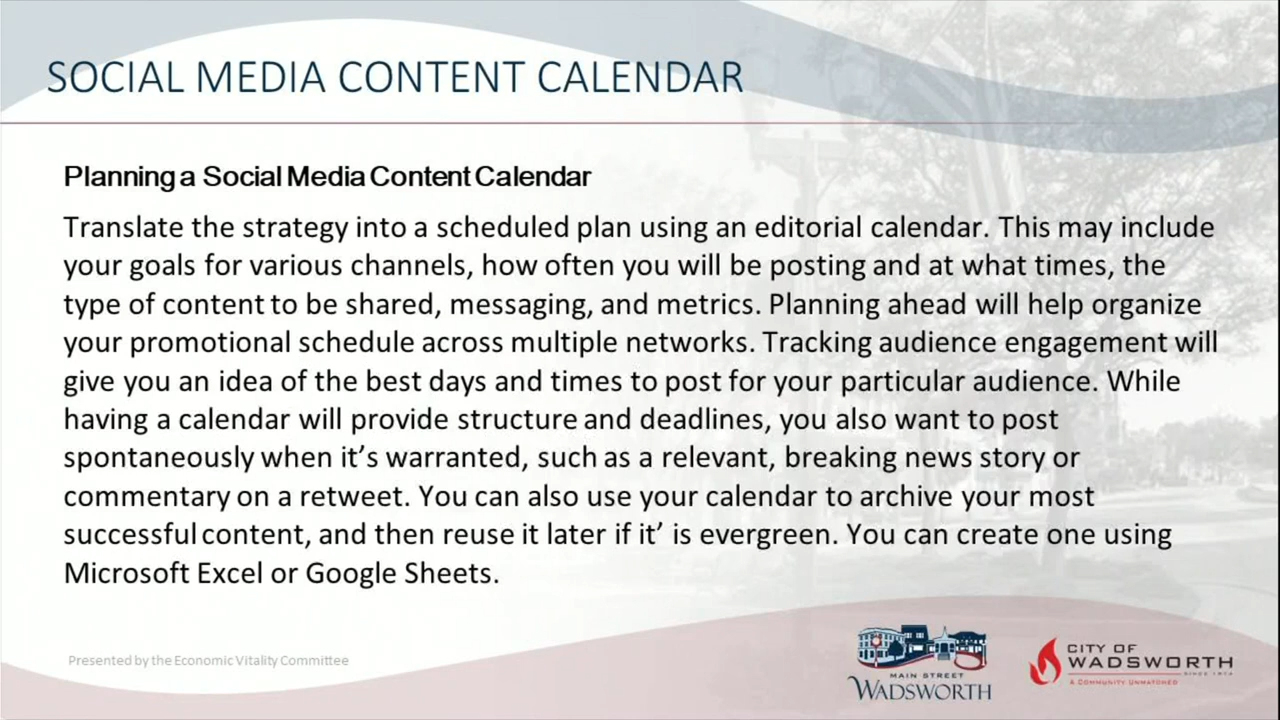 SOCIAL MEDIA CONTENT CALENDAR
Planning a Social Media Content Calendar
Translate the strategy into a scheduled plan using an editorial calendar. This may include
your goals for various channels, how often you will be posting and at what times, the
type of content to be shared, messaging, and metrics. Planning ahead will help organize
your promotional schedule across multiple networks. Tracking audience engagement will
give you an idea of the best days and times to post for your particular audience. While
having a calendar will provide structure and deadlines, you also want to post
spontaneously when it’s warranted, such as a relevant, breaking news story or
commentary on a retweet. You can also use your calendar to archive your most
successful content, and then reuse it later if it’ is evergreen. You can create one using
Microsoft Excel or Google Sheets.
Presented by the Economic Vitality Committee
MAIN STREET
WADSWORTH
CITY OF
WADSWORTH
SINCE 1814
A COMMUNITY UNMATCHED